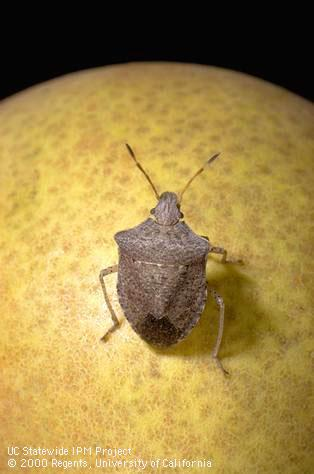 UC Statewide IPM Project
© 2000 Regents, University of California